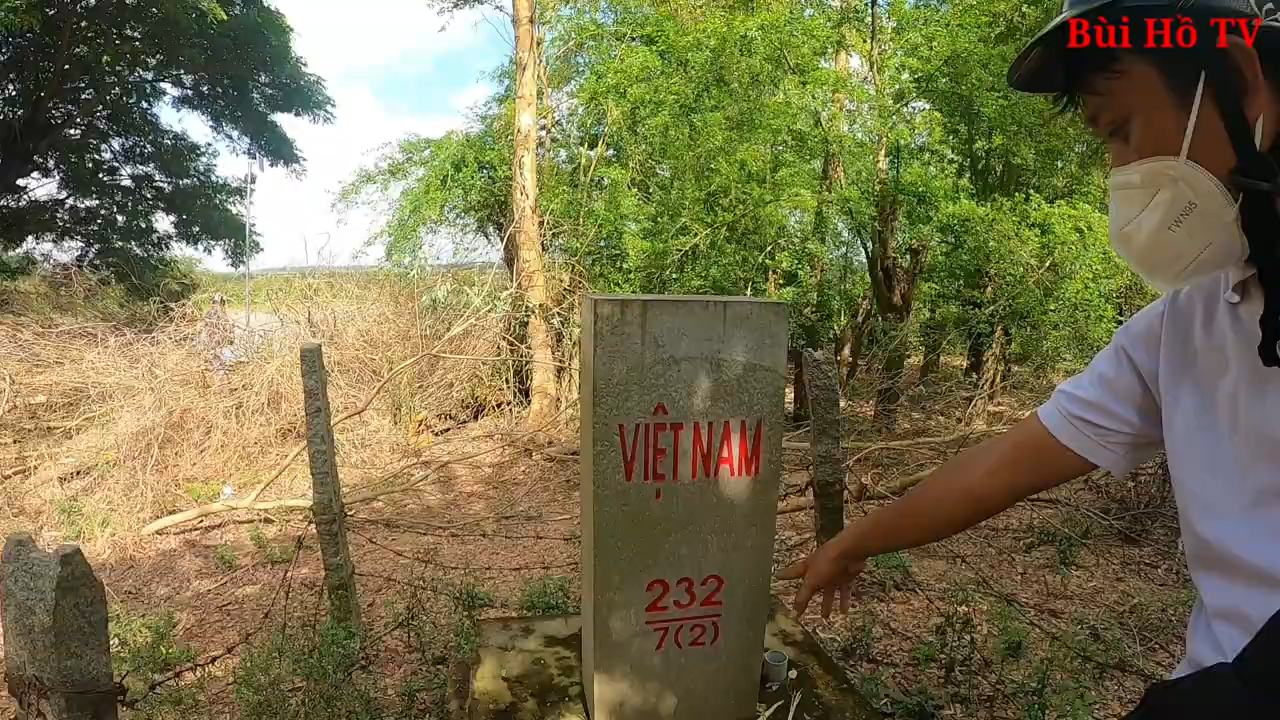 Bùi Hồ TV
TWN95
VIỆT NAM
232
7(2)